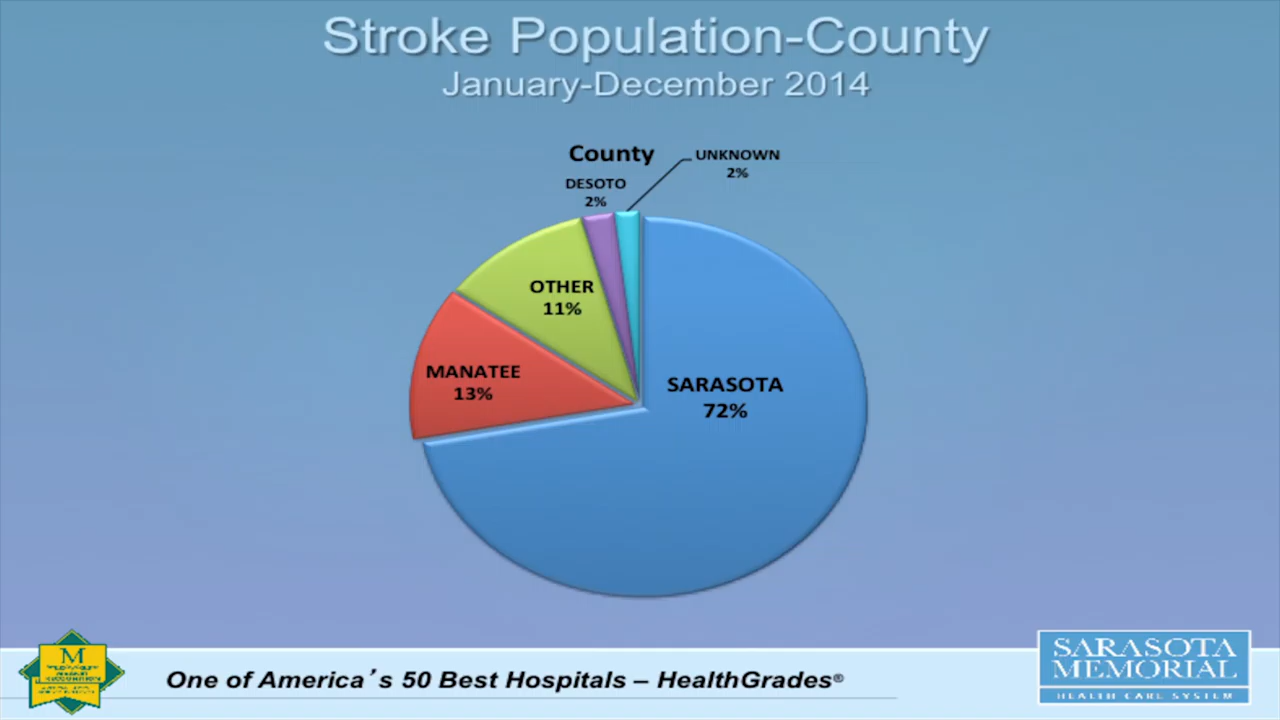 Stroke Population-County
January-December 2014
County
UNKNOWN
2%
DESOTO
2%
OTHER
11%
MANATEE
13%
SARASOTA
72%
M
One of America’s 50 Best Hospitals – HealthGrades®
SARASOTA
MEMORIAL
HEALTH CARE SYSTEM